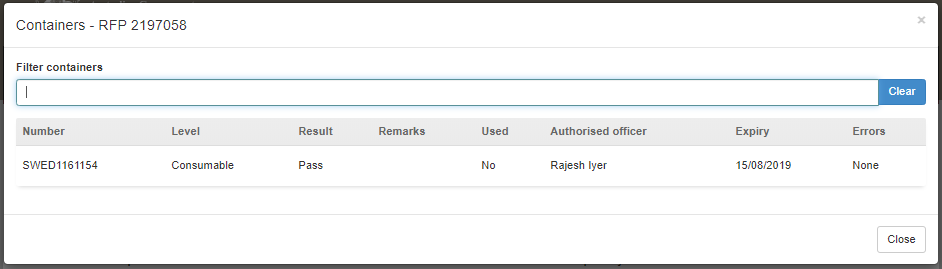 Containers - RFP 2197058 ×
Filter containers
Clear
Number Level Result Remarks Used Authorised officer Expiry Errors
SWED1161154 Consumable Pass No Rajesh Iyer 15/08/2019 None
Close